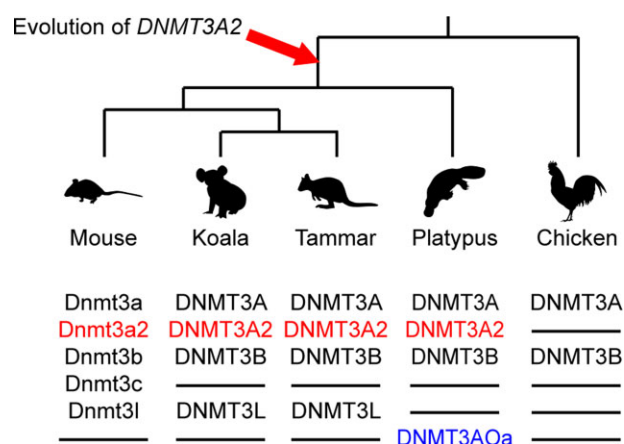 Evolution of DNMT3A2
Mouse Koala Tammar Platypus Chicken
Dnmt3a DNMT3A DNMT3A DNMT3A DNMT3A
Dnmt3a2 DNMT3A2 DNMT3A2 DNMT3A2
Dnmt3b DNMT3B DNMT3B DNMT3B DNMT3B
Dnmt3c
Dnmt3l DNMT3L DNMT3L
DNMT3AOa